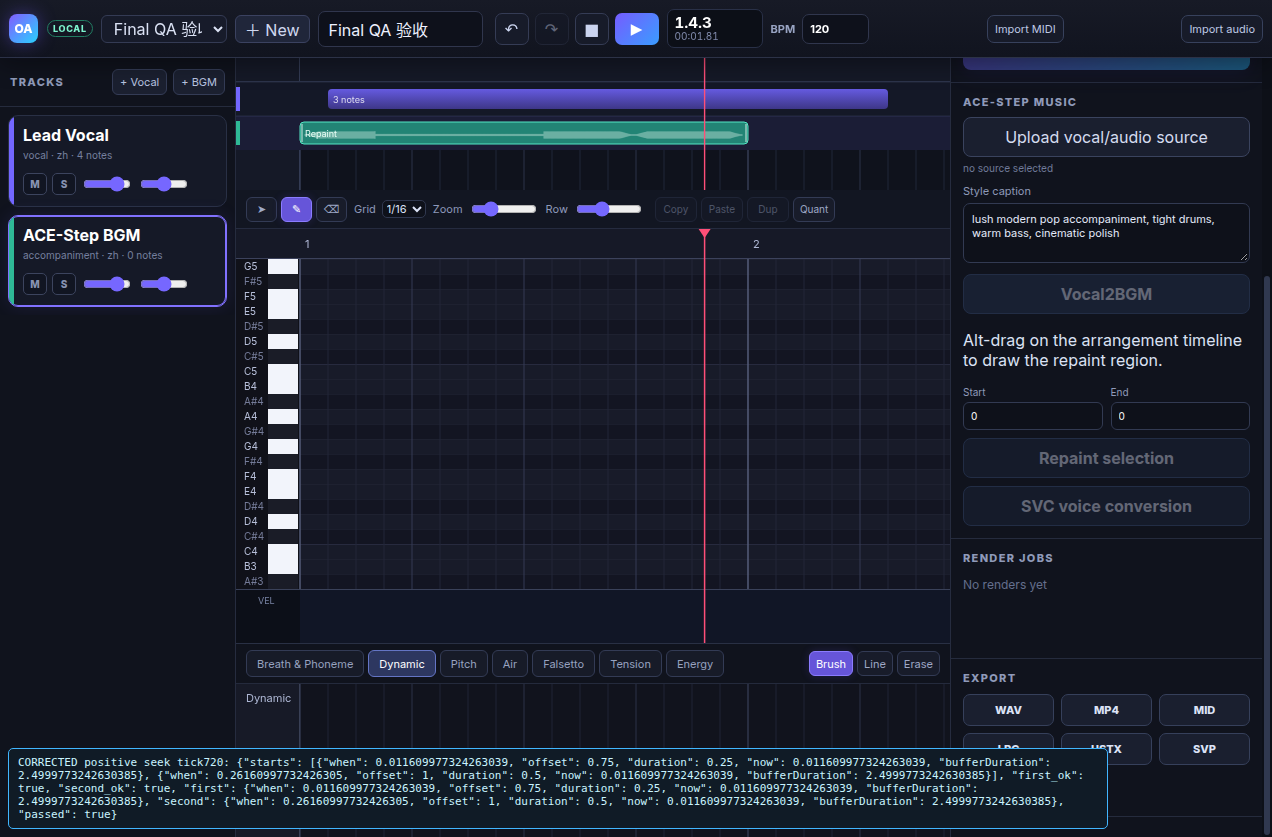 OA
LOCAL
Final QA 验收
+ New
Final QA 验收
1.4.3
00:01.81
BPM
120
Import MIDI
Import audio
TRACKS
+ Vocal
+ BGM
Lead Vocal
vocal · zh · 4 notes
M
S
ACE-Step BGM
accompaniment · zh · 0 notes
M
S
3 notes
Repaint
Grid
1/16
Zoom
Row
Copy
Paste
Dup
Quant
1
2
G5
F#5
F5
E5
D#5
D5
C#5
C5
B4
A#4
A4
G#4
G4
F#4
F4
E4
D#4
D4
C#4
C4
B3
A#3
VEL
Breath & Phoneme
Dynamic
Pitch
Air
Falsetto
Tension
Energy
Brush
Line
Erase
Dynamic
ACE-STEP MUSIC
Upload vocal/audio source
no source selected
Style caption
lush modern pop accompaniment, tight drums,
warm bass, cinematic polish
Vocal2BGM
Alt-drag on the arrangement timeline
to draw the repaint region.
Start
End
0
0
Repaint selection
SVC voice conversion
RENDER JOBS
No renders yet
EXPORT
WAV
MP4
MID
SVP
CORRECTED positive seek tick720: {"starts": [{"when": 0.011609977324263039, "offset": 0.75, "duration": 0.25, "now": 0.011609977324263039, "bufferDuration":
2.4999773242630385}, {"when": 0.26160997732426305, "offset": 1, "duration": 0.5, "now": 0.011609977324263039, "bufferDuration": 2.4999773242630385}], "first_ok":
true, "second_ok": true, "first": {"when": 0.011609977324263039, "offset": 0.75, "duration": 0.25, "now": 0.011609977324263039, "bufferDuration":
2.4999773242630385}, "second": {"when": 0.26160997732426305, "offset": 1, "duration": 0.5, "now": 0.011609977324263039, "bufferDuration": 2.4999773242630385},
"passed": true}